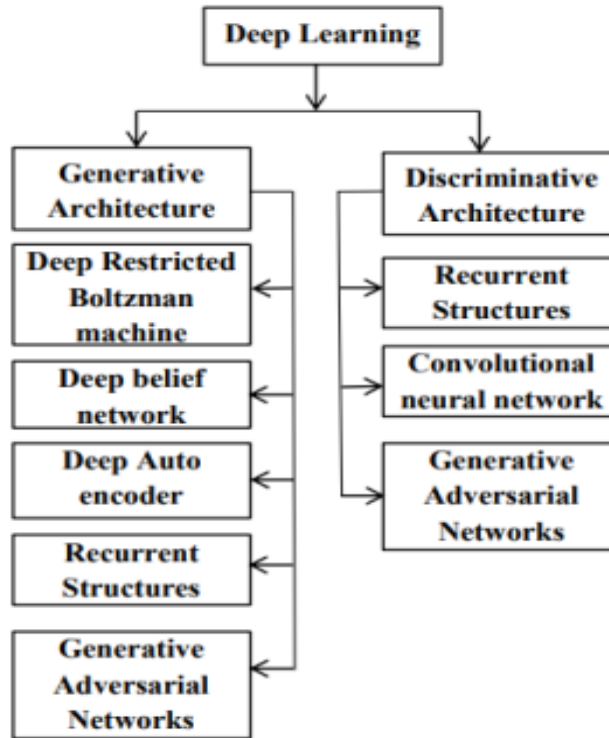 Deep Learning
Generative
Architecture
Deep Restricted
Boltzman
machine
Deep belief
network
Deep Auto
encoder
Recurrent
Structures
Generative
Adversarial
Networks
Discriminative
Architecture
Recurrent
Structures
Convolutional
neural network
Generative
Adversarial
Networks